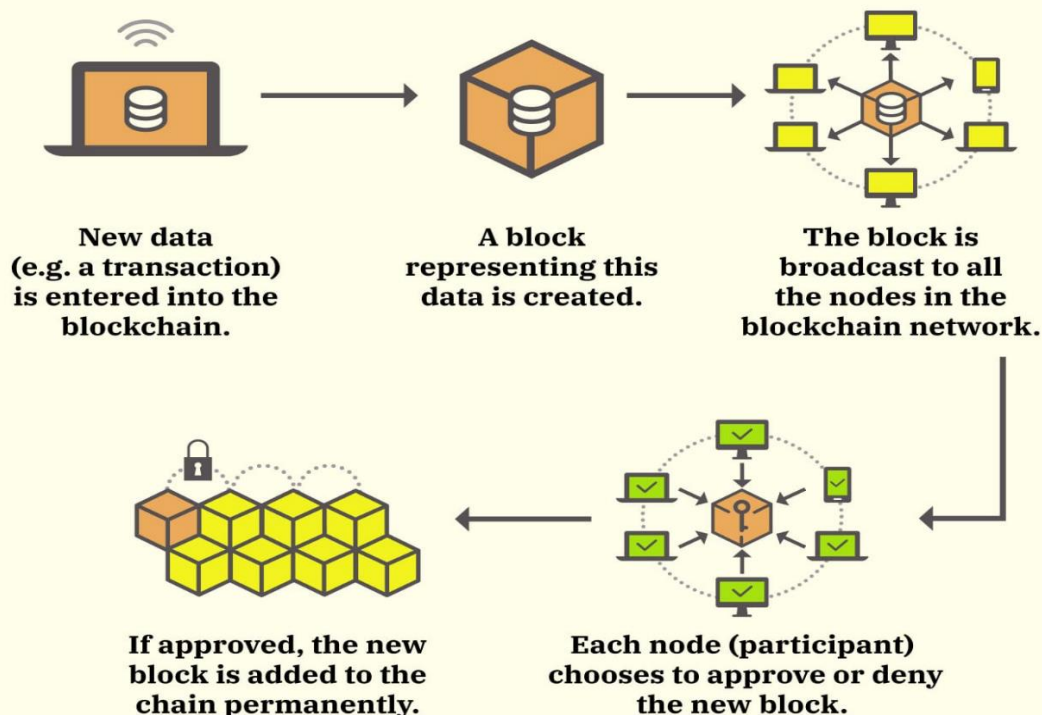 New data
(e.g. a transaction)
is entered into the
blockchain.
A block
representing this
data is created.
The block is
broadcast to all
the nodes in the
blockchain network.
Each node (participant)
chooses to approve or deny
the new block.
If approved, the new
block is added to the
chain permanently.